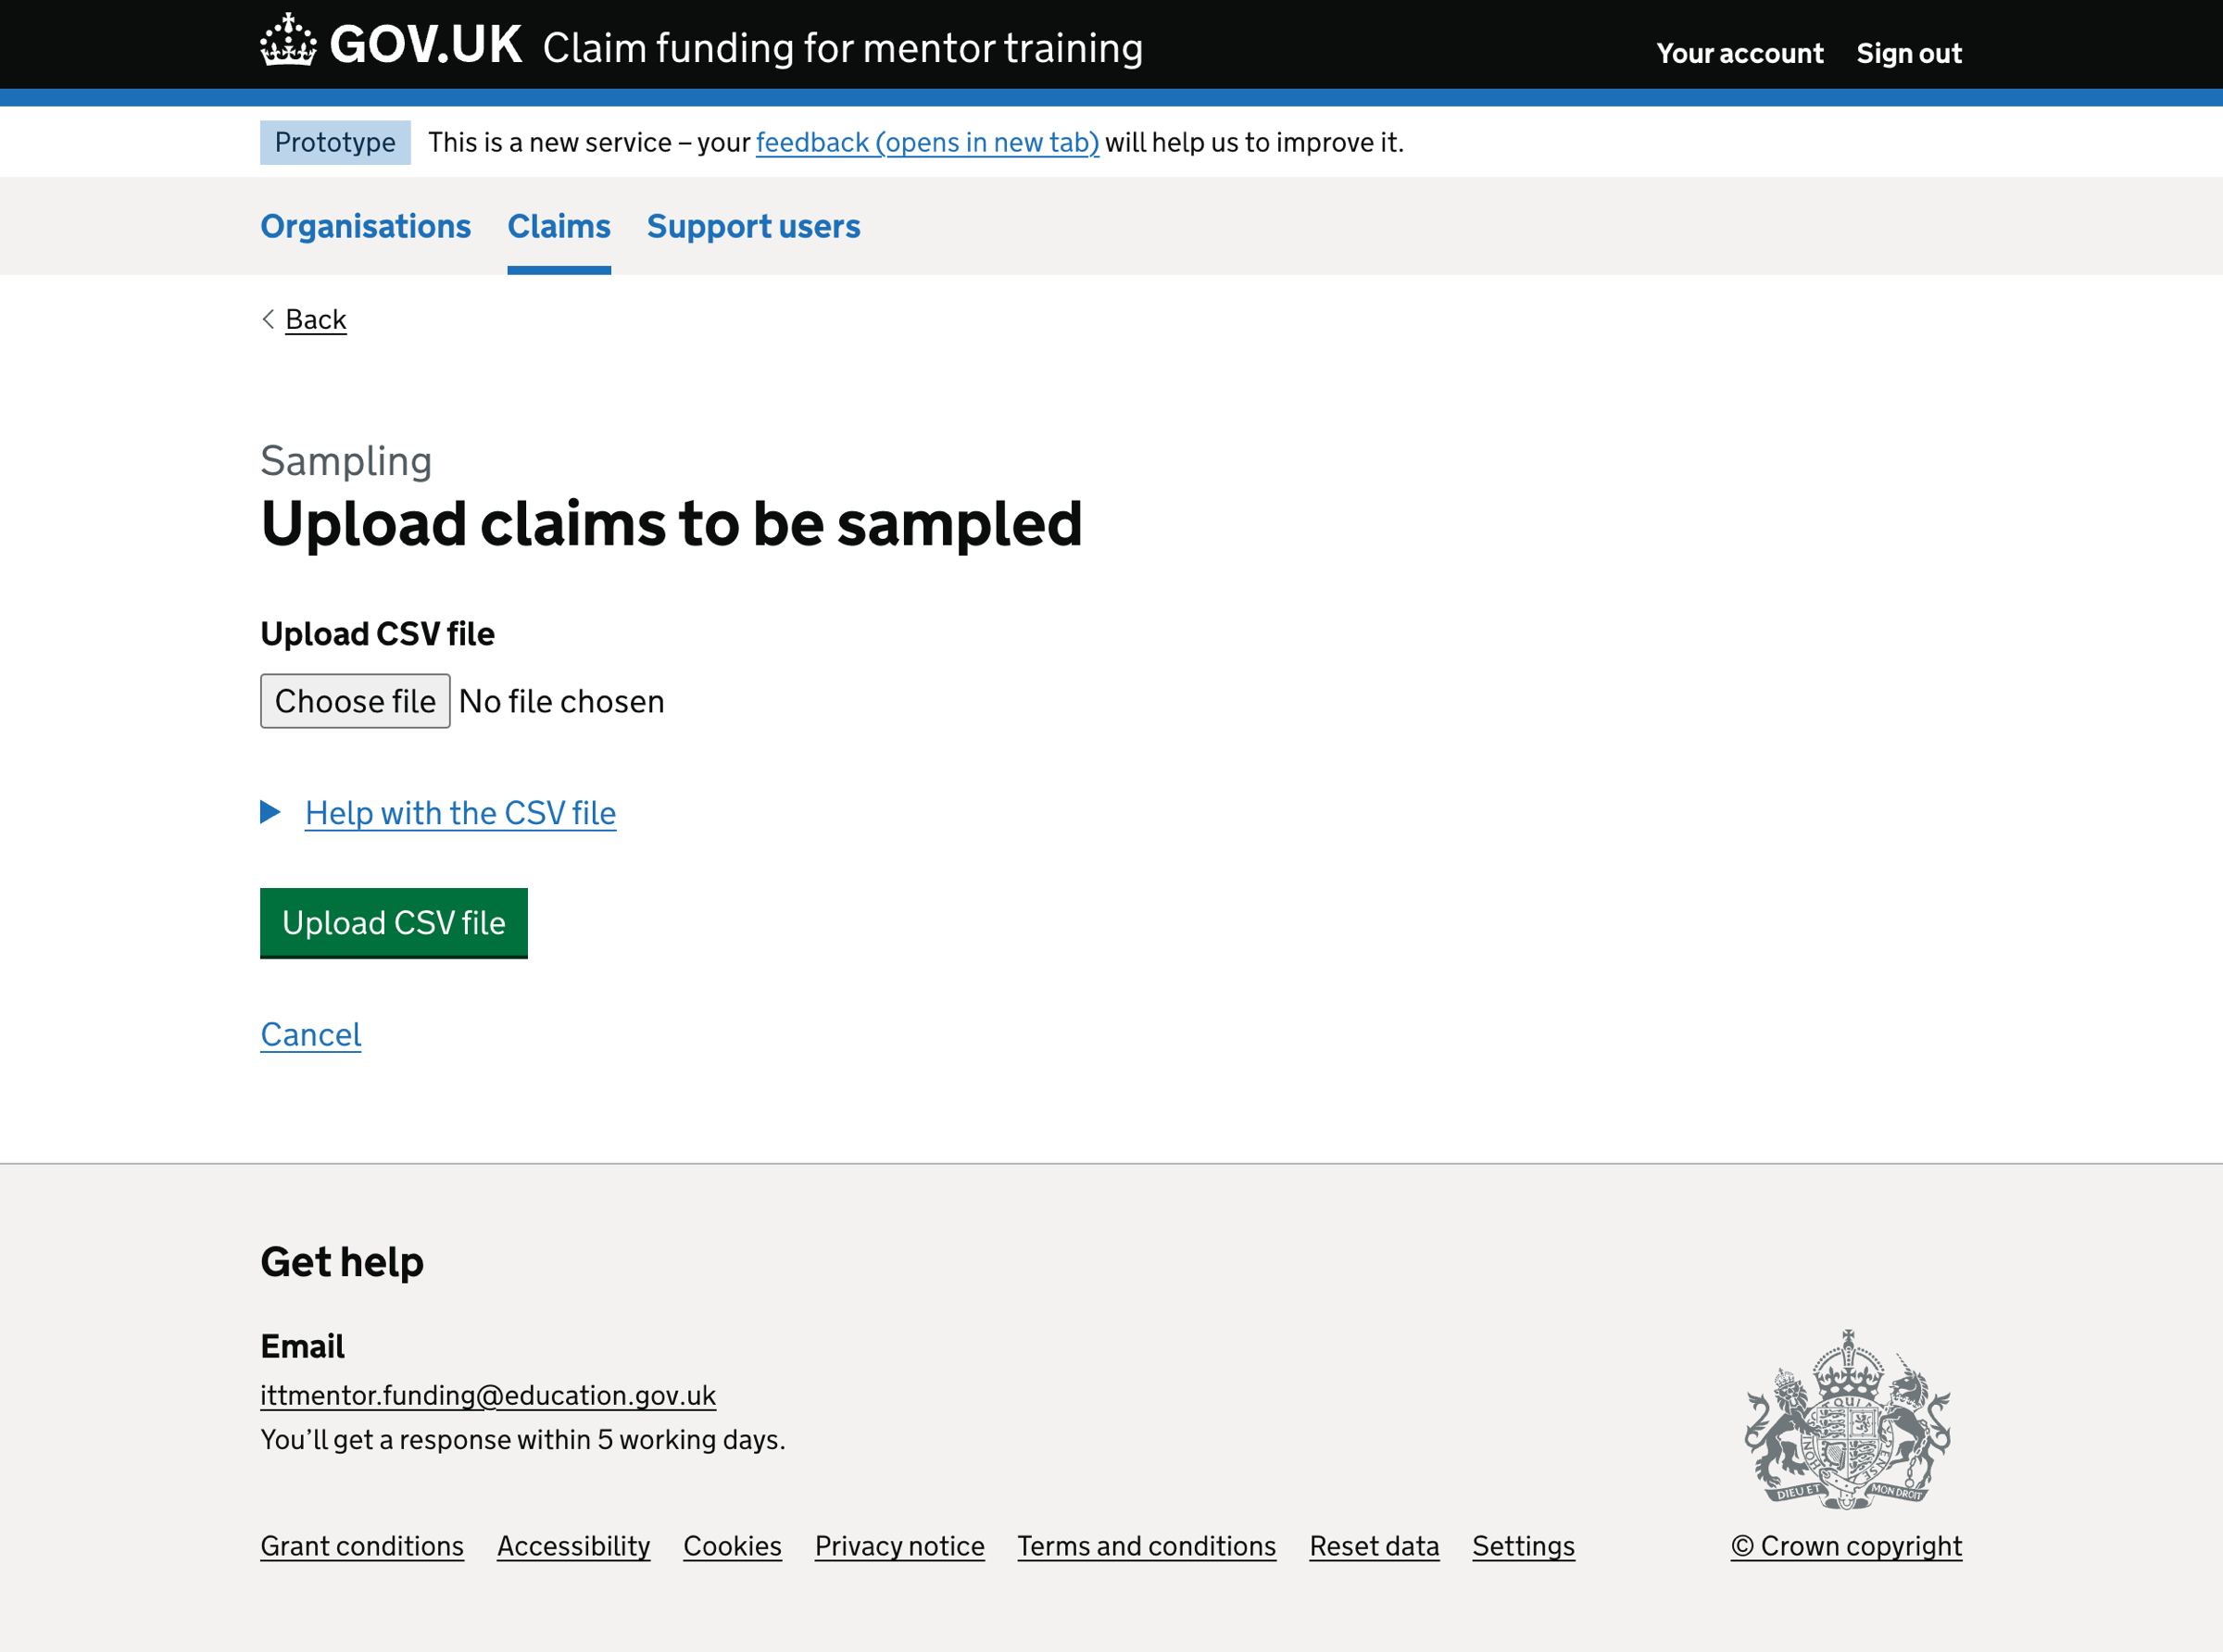 GOV.UK Claim funding for mentor training
Your account Sign out
Prototype This is a new service – your feedback (opens in new tab) will help us to improve it.
Organisations Claims Support users
Back
Sampling
Upload claims to be sampled
Upload CSV file
Choose file No file chosen
Help with the CSV file
Upload CSV file
Cancel
Get help
Email
ittmentor.funding@education.gov.uk
You’ll get a response within 5 working days.
DIEU ET MON DROIT
Grant conditions Accessibility Cookies Privacy notice Terms and conditions Reset data Settings
© Crown copyright